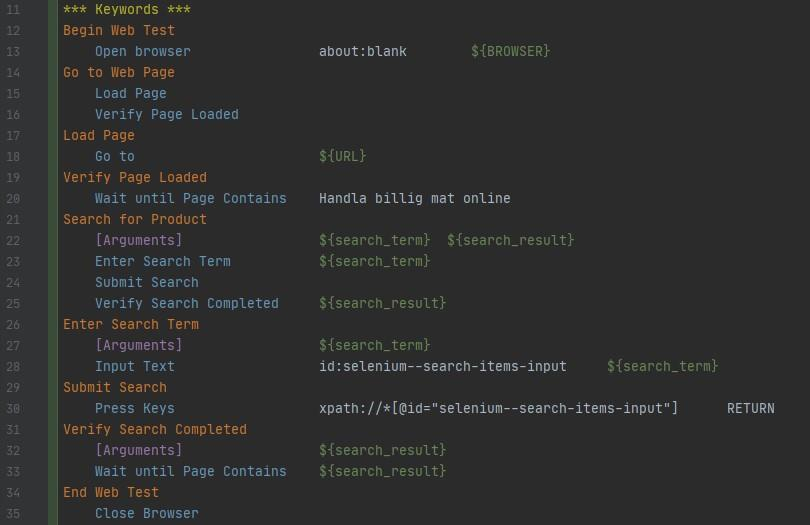 11 *** Keywords ***
12 Begin Web Test
13 Open browser about:blank ${BROWSER}
14 Go to Web Page
15 Load Page
16 Verify Page Loaded
17 Load Page
18 Go to ${URL}
19 Verify Page Loaded
20 Wait until Page Contains Handla billig mat online
21 Search for Product
22 [Arguments] ${search_term} ${search_result}
23 Enter Search Term ${search_term}
24 Submit Search
25 Verify Search Completed ${search_result}
26 Enter Search Term
27 [Arguments] ${search_term}
28 Input Text id:selenium--search-items-input ${search_term}
29 Submit Search
30 Press Keys xpath://*[@id="selenium--search-items-input"] RETURN
31 Verify Search Completed
32 [Arguments] ${search_result}
33 Wait until Page Contains ${search_result}
34 End Web Test
35 Close Browser